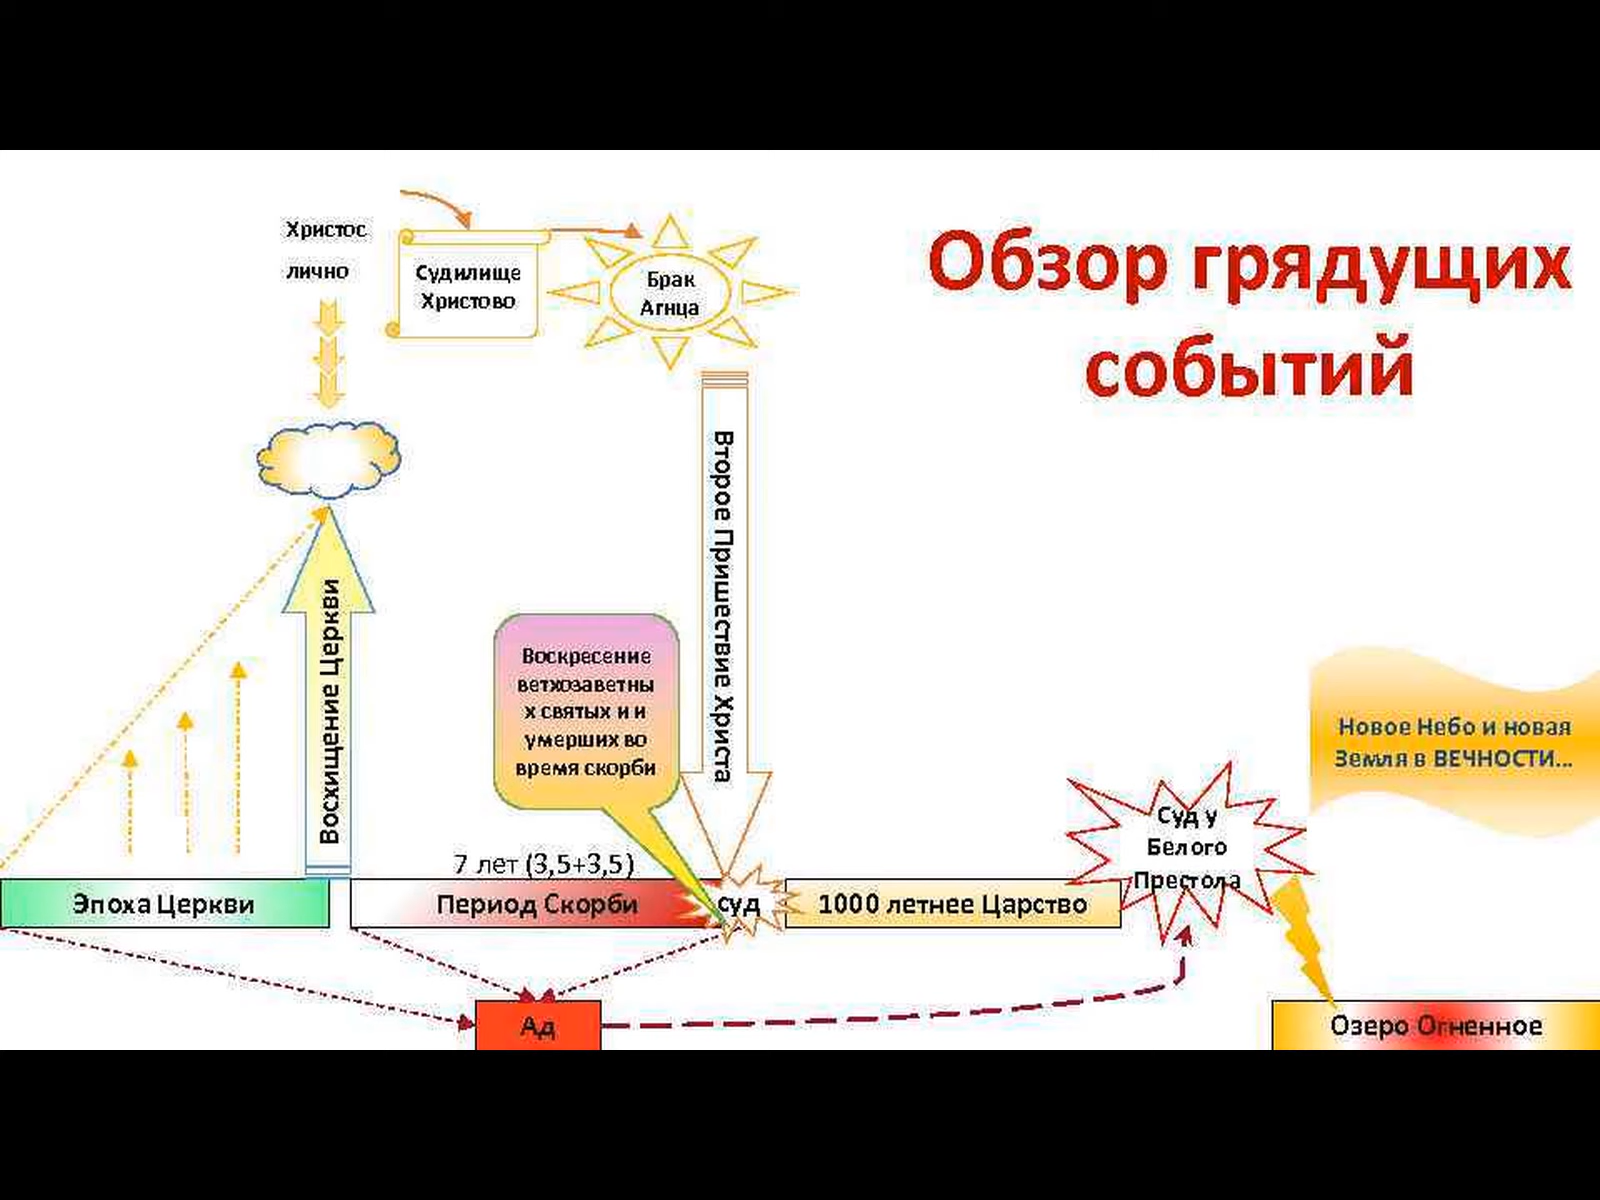 Обзор грядущих
событий
Христос
лично
Судилище
Христово
Брак
Агнца
Восхищение Церкви
Второе Пришествие Христа
Воскресение
ветхозаветны
х святых и и
умерших во
время скорби
7 лет (3,5+3,5)
Эпоха Церкви
Период Скорби
суд
1000 летнее Царство
Суд у
Белого
Престола
Новое Небо и новая
Земля в ВЕЧНОСТИ...
Ад
Озеро Огненное